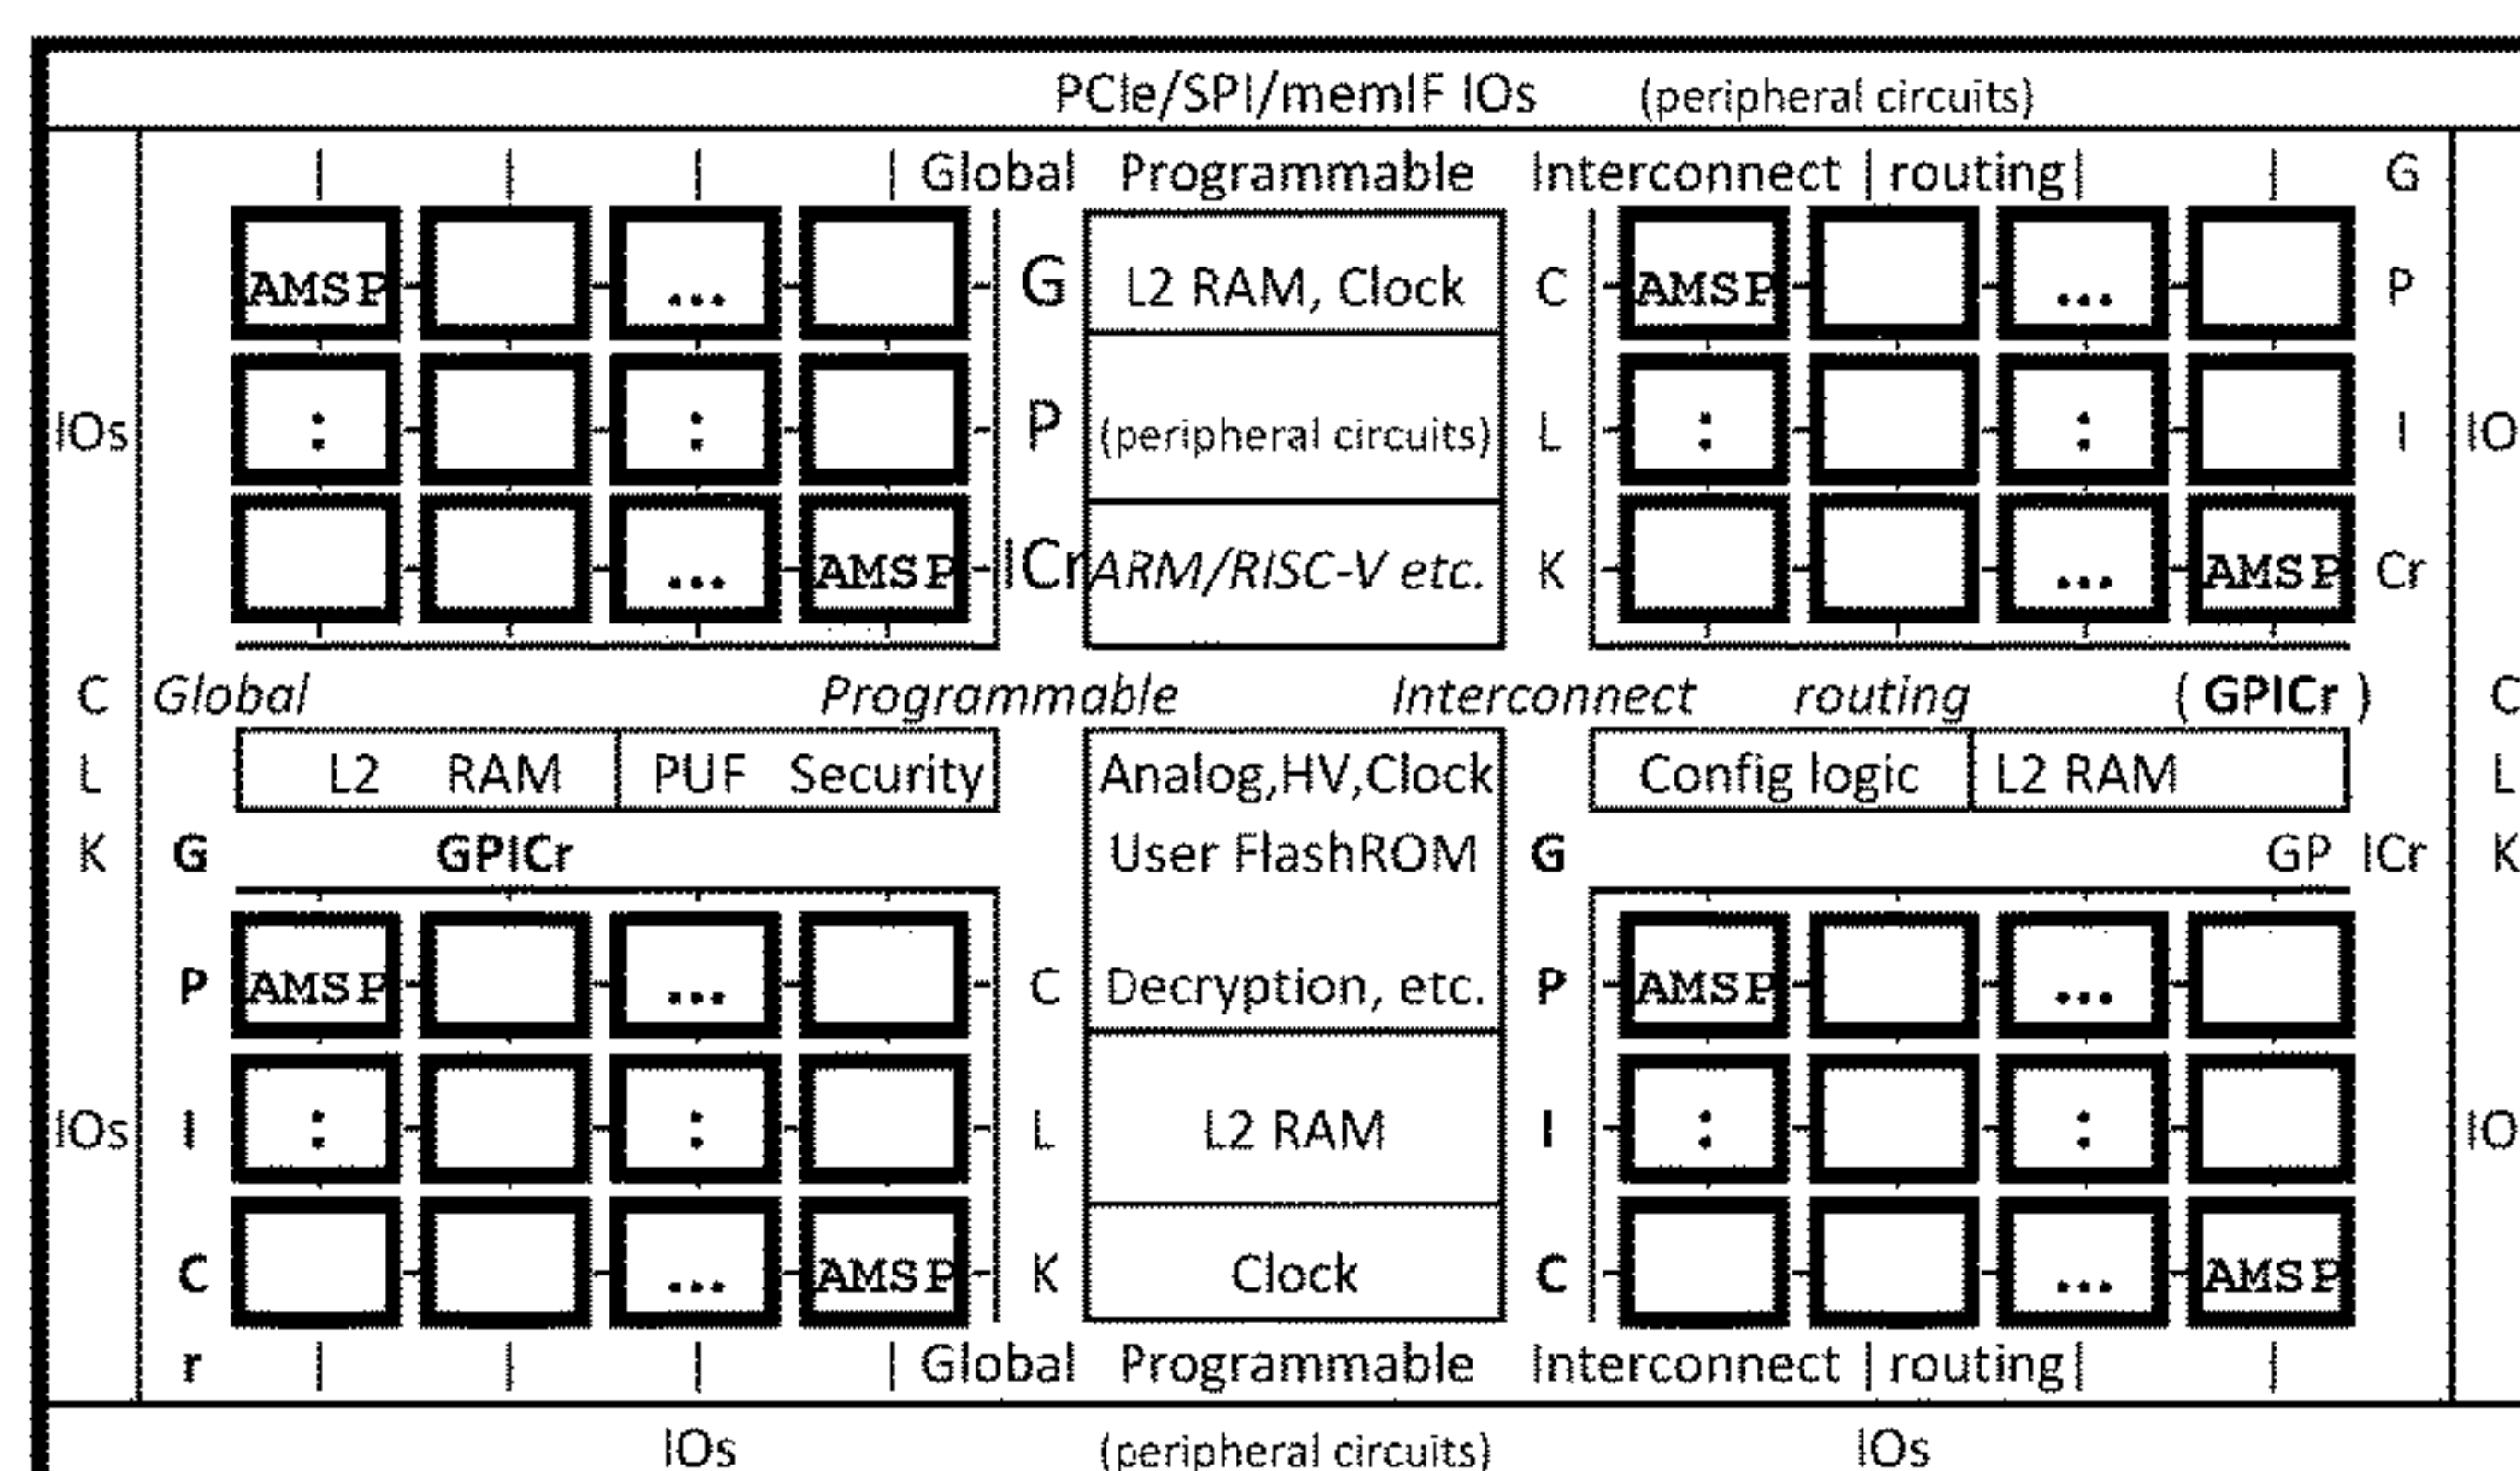 PCIe/SPI/memIF IOs (peripheral circuits)
| | | | Global Programmable Interconnect | routing | | G
AMSP ... G L2 RAM, Clock C AMSP ... P
IOs : : P (peripheral circuits) L : : I IO
... AMSP ICr ARM/RISC-V etc. K ... AMSP Cr
C Global Programmable Interconnect routing (GPICr) C
L L2 RAM PUF Security Analog,HV,Clock Config logic L2 RAM L
K G GPICr User FlashROM G GP ICr K
P AMSP ... C Decryption, etc. P AMSP ...
IOs I : : L L2 RAM I : : IO
C ... AMSP K Clock C ... AMSP
r | | | | Global Programmable Interconnect | routing | |
IOs (peripheral circuits) IOs